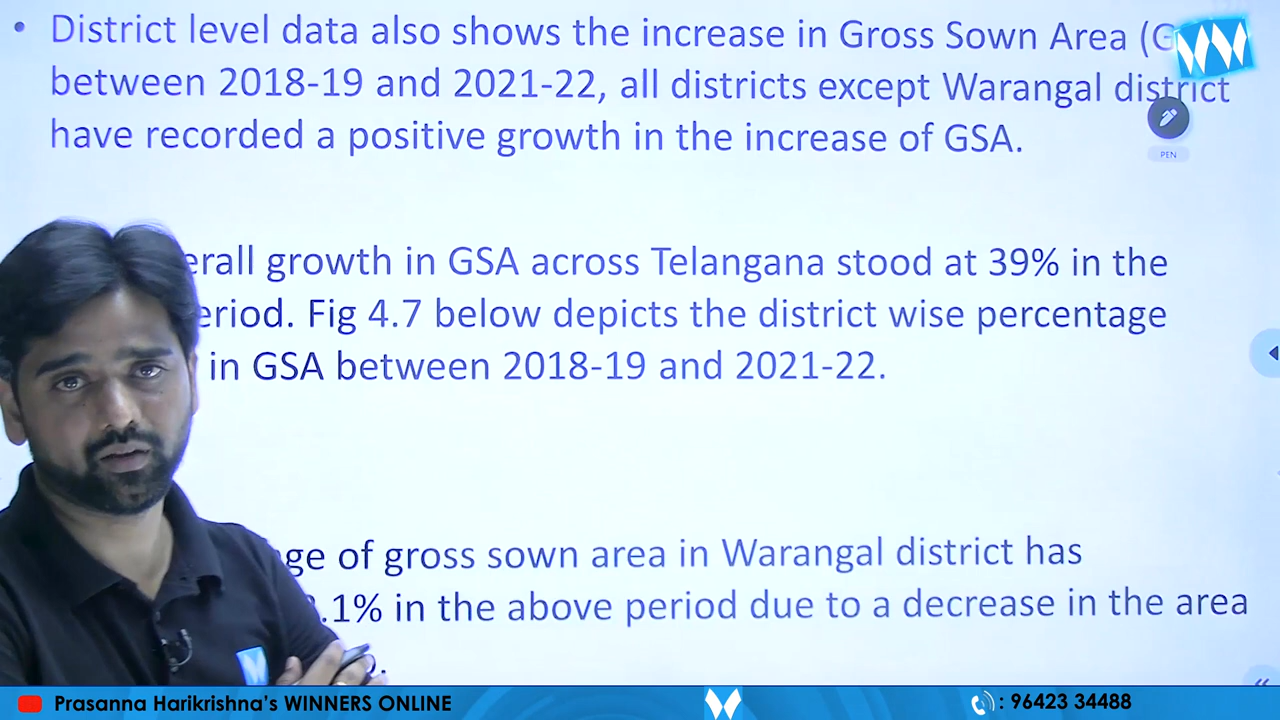 • District level data also shows the increase in Gross Sown Area (G
between 2018-19 and 2021-22, all districts except Warangal district
have recorded a positive growth in the increase of GSA.
PEN
erall growth in GSA across Telangana stood at 39% in the
eriod. Fig 4.7 below depicts the district wise percentage
in GSA between 2018-19 and 2021-22.
ge of gross sown area in Warangal district has
.1% in the above period due to a decrease in the area
Prasanna Harikrishna's WINNERS ONLINE
: 96423 34488